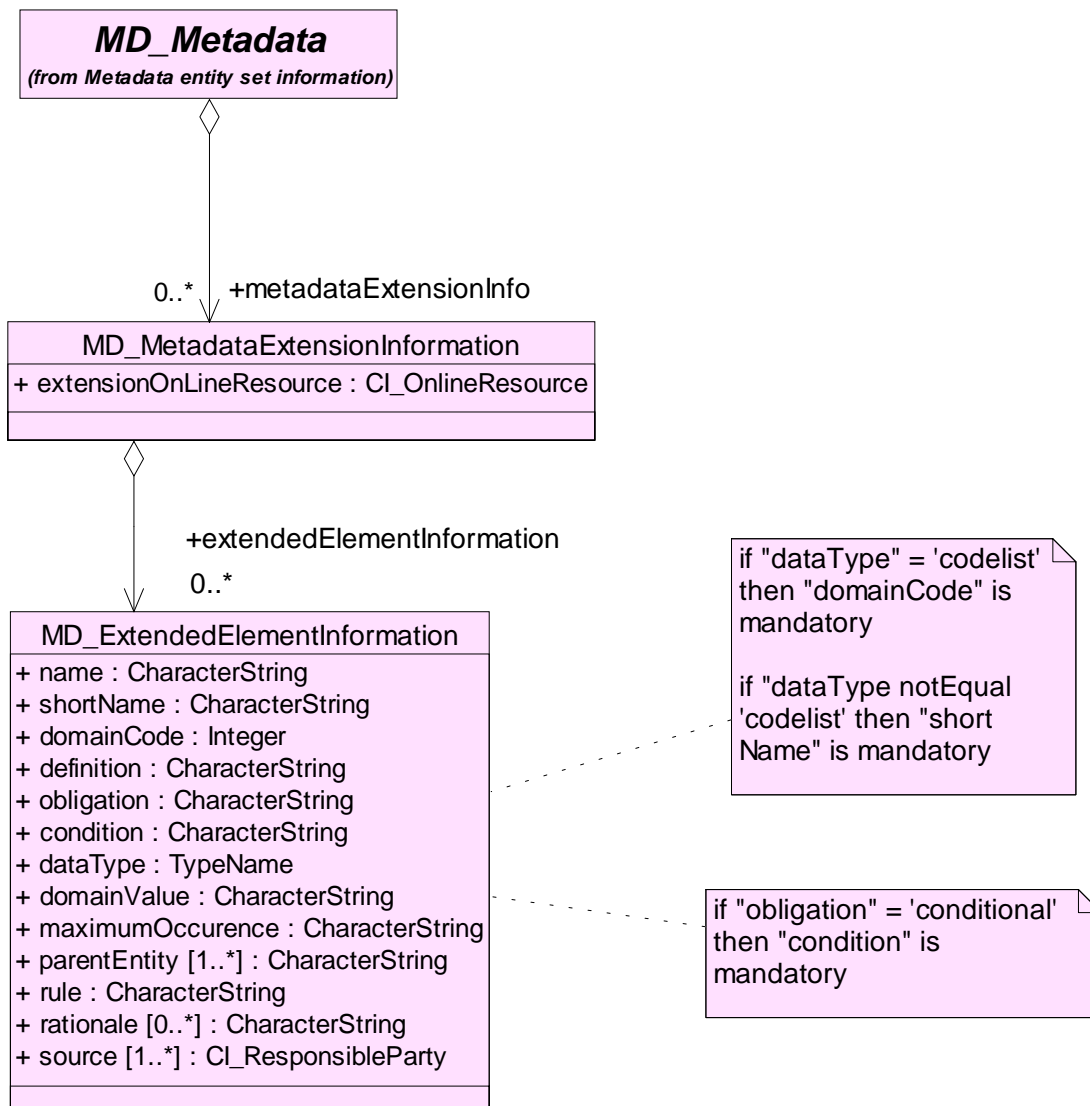 MD_Metadata
(from Metadata entity set information)
0..*
+metadataExtensionInfo
MD_MetadataExtensionInformation
+ extensionOnLineResource : CI_OnlineResource
+extendedElementInformation
0..*
MD_ExtendedElementInformation
+ name : CharacterString
+ shortName : CharacterString
+ domainCode : Integer
+ definition : CharacterString
+ obligation : CharacterString
+ condition : CharacterString
+ dataType : TypeName
+ domainValue : CharacterString
+ maximumOccurence : CharacterString
+ parentEntity [1..*] : CharacterString
+ rule : CharacterString
+ rationale [0..*] : CharacterString
+ source [1..*] : CI_ResponsibleParty
if "dataType" = 'codelist'
then "domainCode" is
mandatory
if "dataType notEqual
'codelist' then "short
Name" is mandatory
if "obligation" = 'conditional'
then "condition" is
mandatory